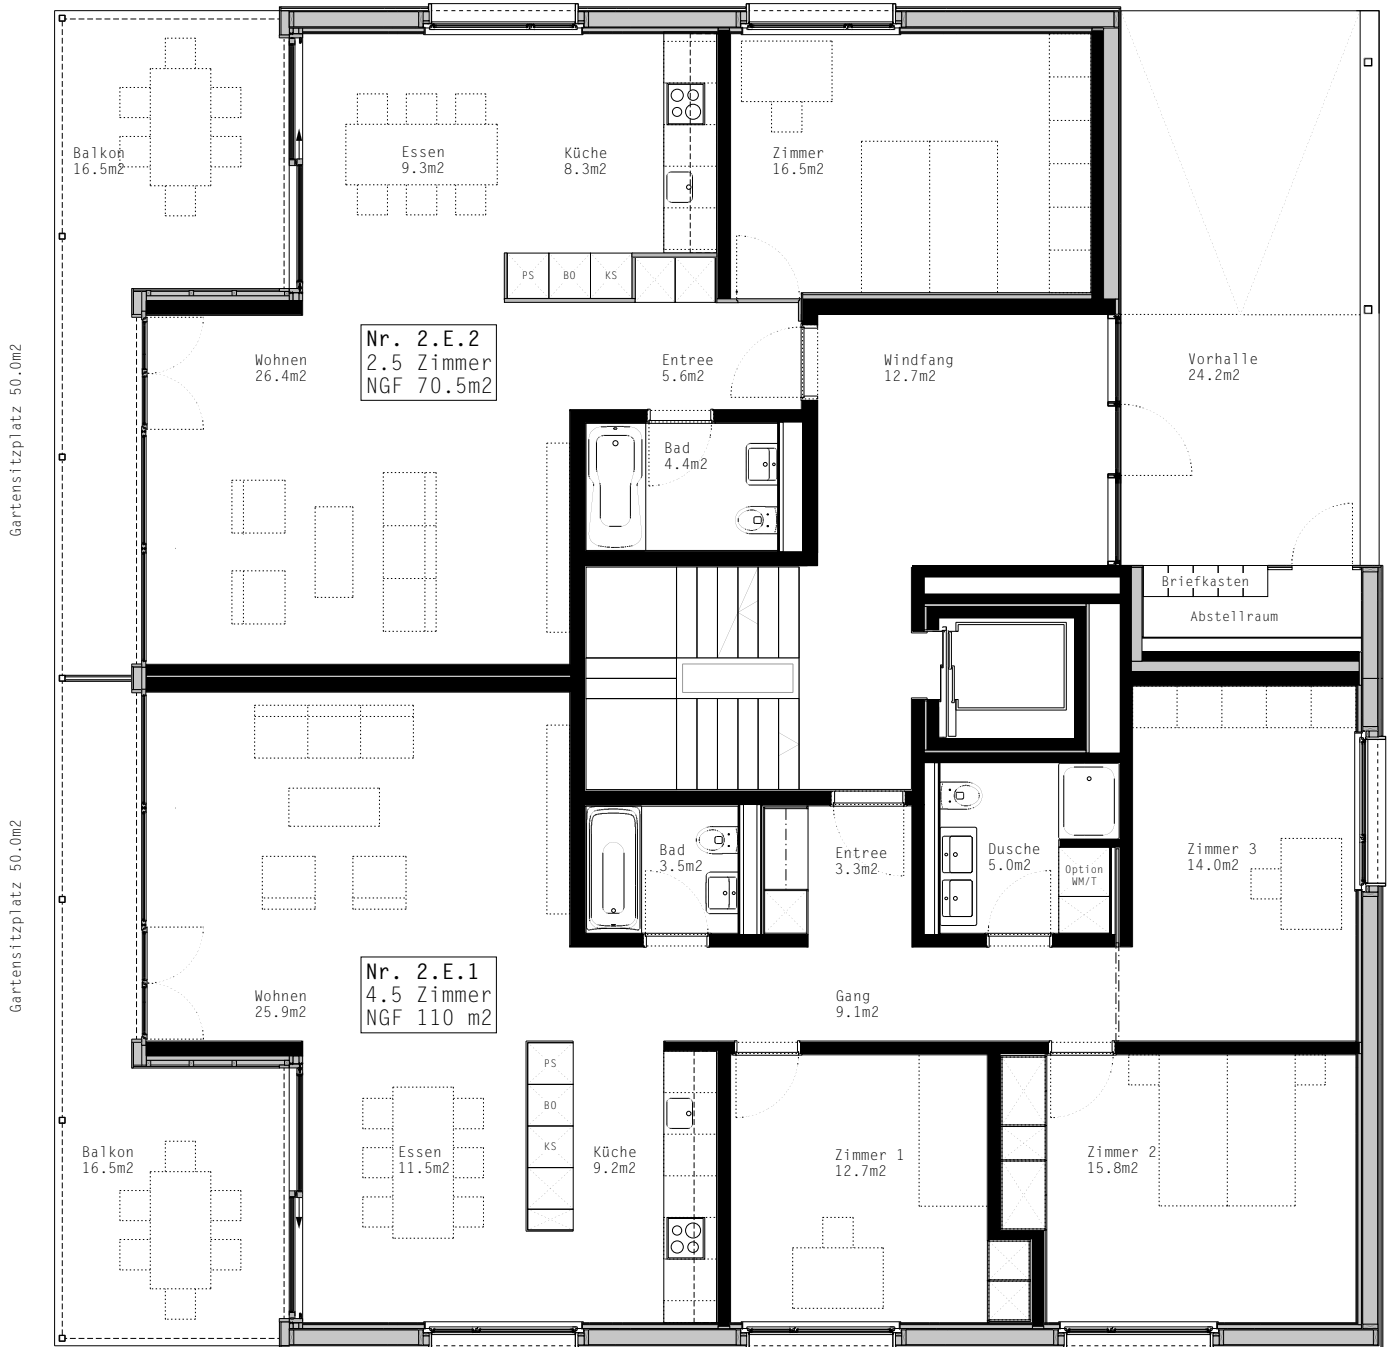 Balkon
16.5m2
Essen
9.3m2
Küche
8.3m2
Zimmer
16.5m2
PS
BO
KS
Gartensitzplatz 50.0m2
Wohnen
26.4m2
Nr. 2.E.2
2.5 Zimmer
NGF 70.5m2
Entree
5.6m2
Windfang
12.7m2
Vorhalle
24.2m2
Bad
4.4m2
Briefkasten
Abstellraum
Gartensitzplatz 50.0m2
Bad
3.5m2
Entree
3.3m2
Dusche
5.0m2
Option
WM/T
Zimmer 3
14.0m2
Wohnen
25.9m2
Nr. 2.E.1
4.5 Zimmer
NGF 110 m2
Gang
9.1m2
PS
BO
KS
Balkon
16.5m2
Essen
11.5m2
Küche
9.2m2
Zimmer 1
12.7m2
Zimmer 2
15.8m2